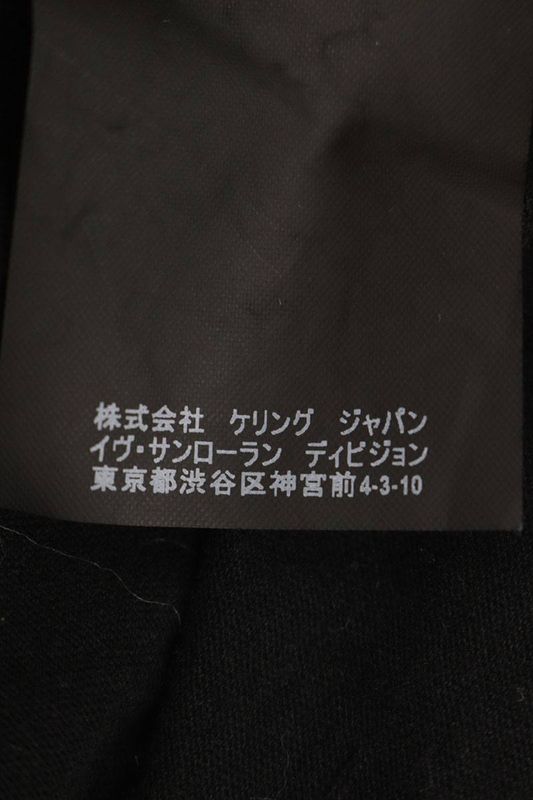 株式会社 ケリング ジャパン
イヴ・サンローラン ディビジョン
東京都渋谷区神宮前4-3-10